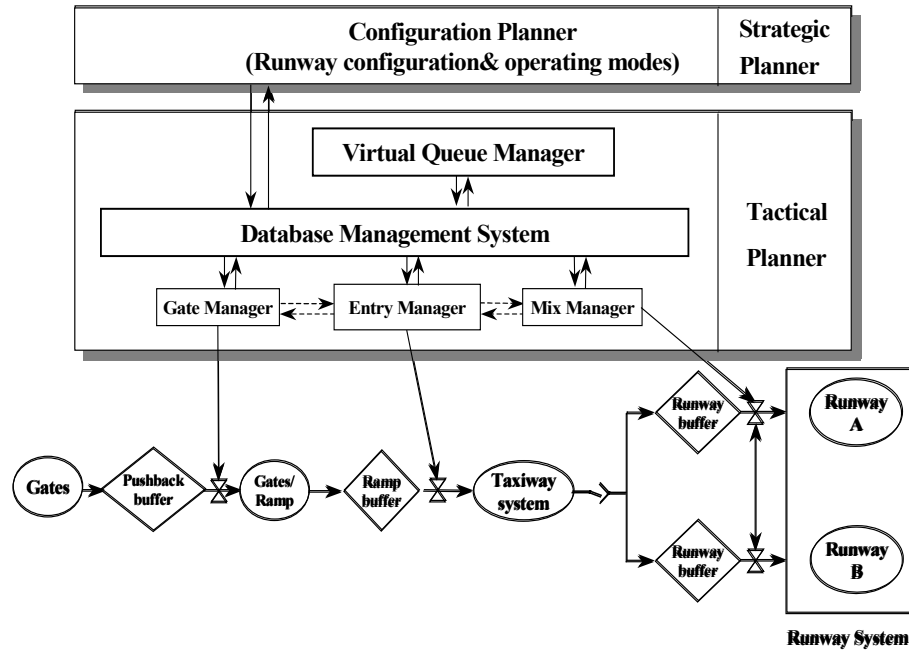 Configuration Planner
(Runway configuration& operating modes)
Strategic
Planner
Virtual Queue Manager
Database Management System
Tactical
Planner
Gate Manager
Entry Manager
Mix Manager
Runway
buffer
Runway
A
Gates
Pushback
buffer
Gates/
Ramp
Ramp
buffer
Taxiway
system
Runway
buffer
Runway
B
Runway System